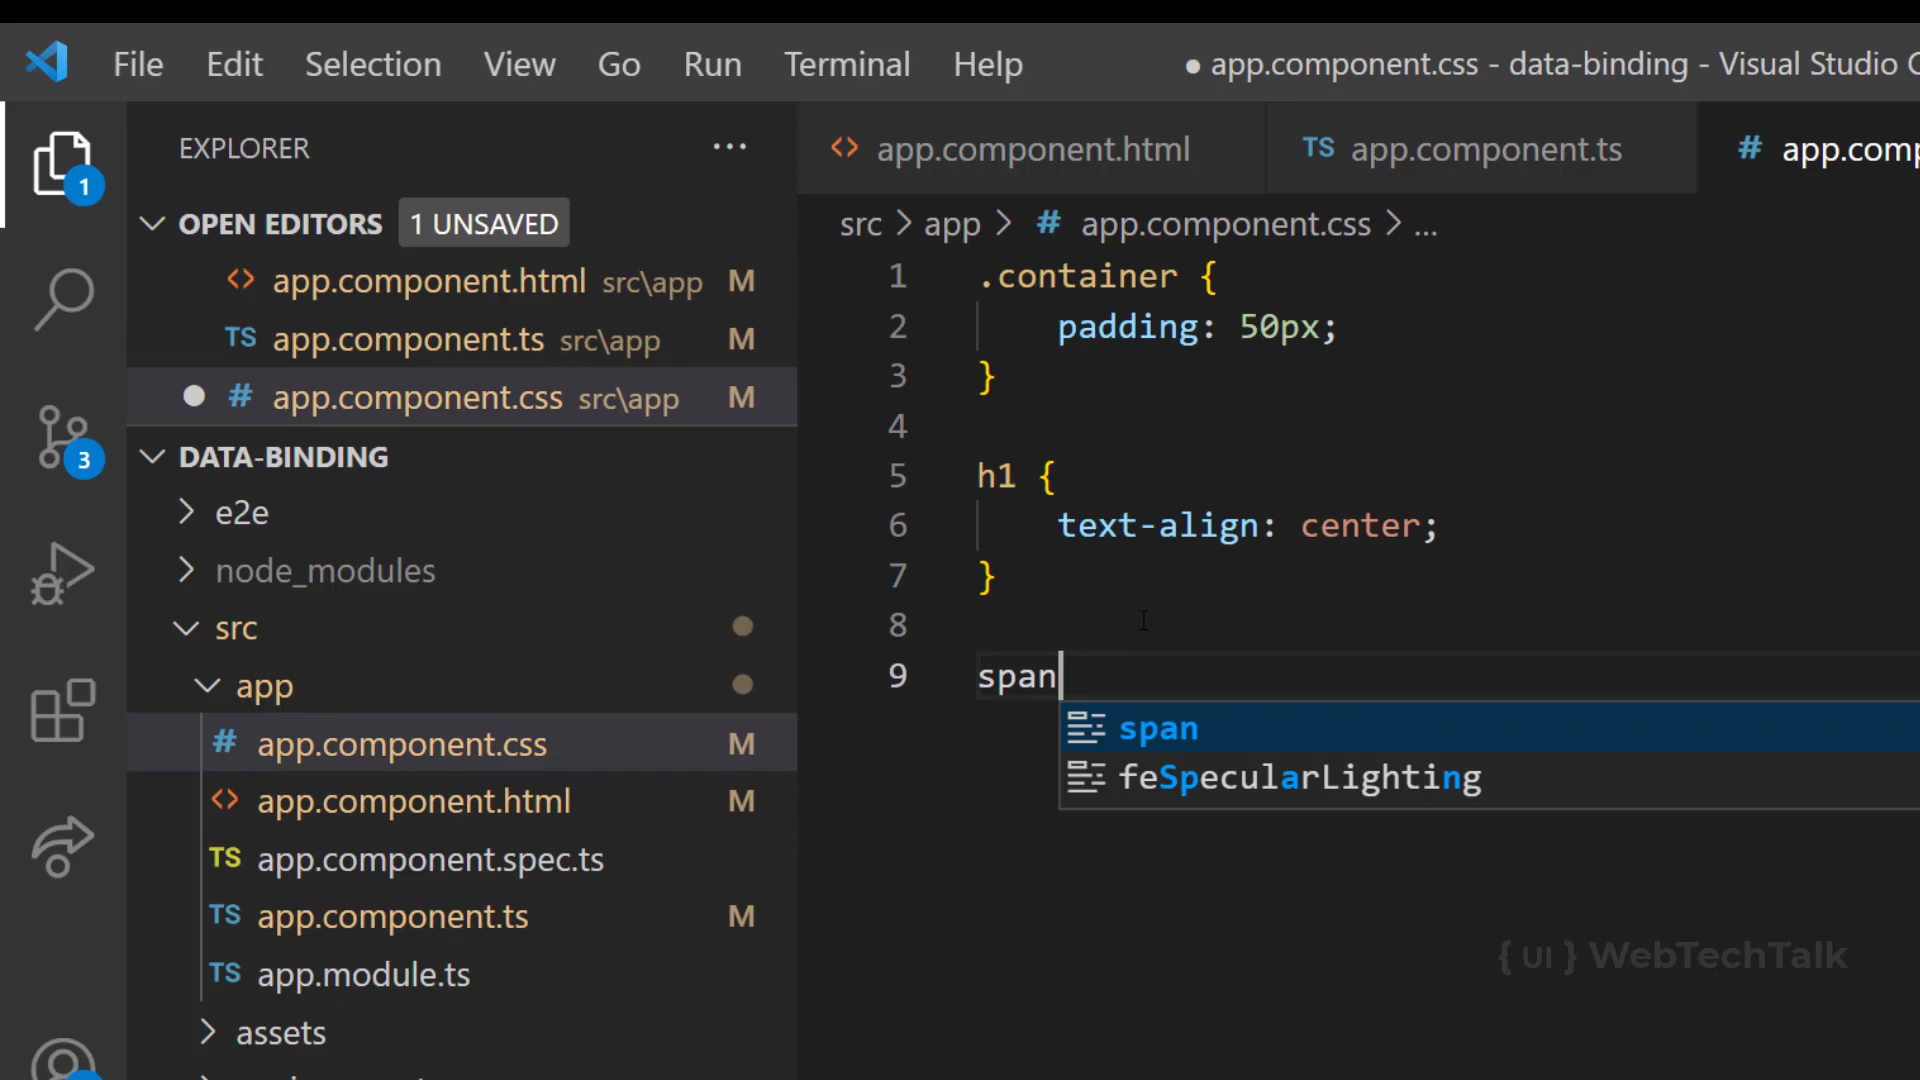 File Edit Selection View Go Run Terminal Help ● app.component.css - data-binding - Visual Studio C
EXPLORER ···
1
OPEN EDITORS 1 UNSAVED
<> app.component.html src\app M
TS app.component.ts src\app M
● # app.component.css src\app M
3
DATA-BINDING
e2e
node_modules
src
app
# app.component.css M
<> app.component.html M
TS app.component.spec.ts
TS app.component.ts M
TS app.module.ts
assets
<> app.component.html TS app.component.ts # app.comp
src > app > # app.component.css > ...
1 .container {
2 padding: 50px;
3 }
4
5 h1 {
6 text-align: center;
7 }
8
9 span
span
feSpecularLighting
{ UI } WebTechTalk